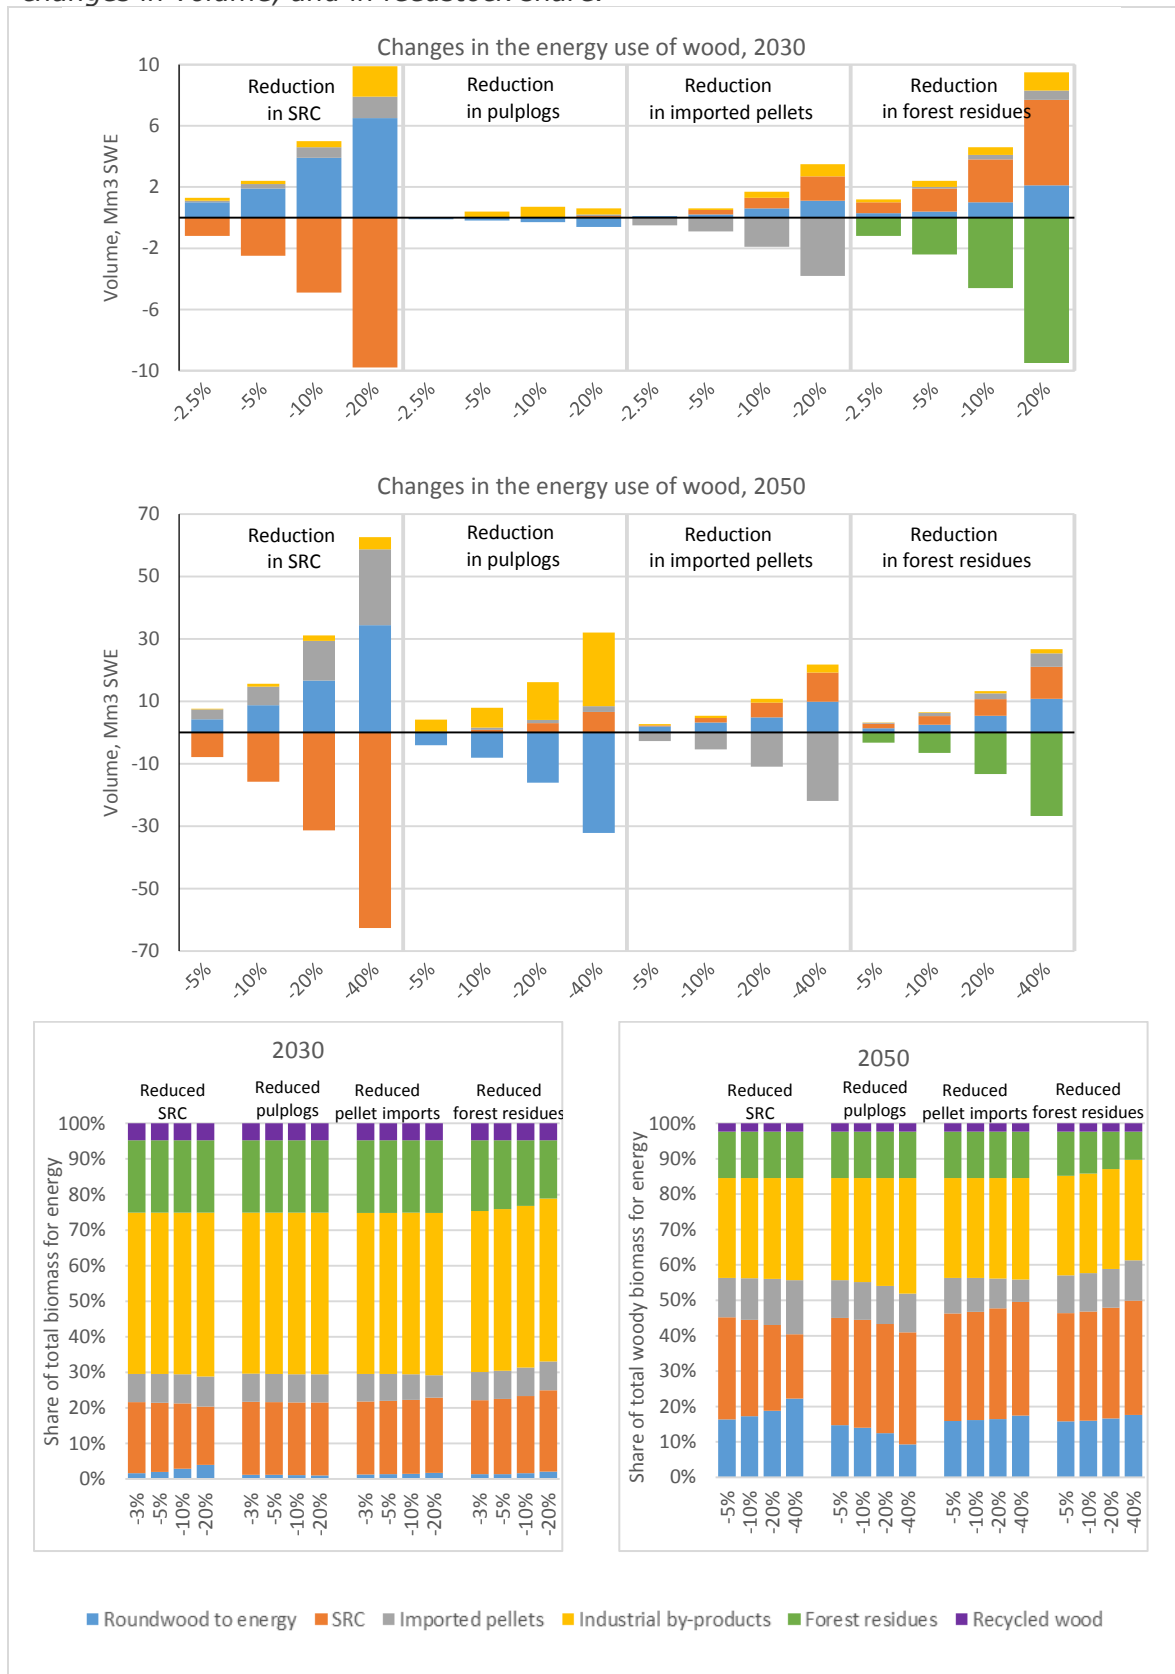 changes in volume, and in feedstock share.
Changes in the energy use of wood, 2030
Volume, Mm3 SWE
10
6
2
-2
-6
-10
Reduction
in SRC
Reduction
in pulplogs
Reduction
in imported pellets
Reduction
in forest residues
-2.5% -5% -10% -20% -2.5% -5% -10% -20% -2.5% -5% -10% -20% -2.5% -5% -10% -20%
Changes in the energy use of wood, 2050
Volume, Mm3 SWE
70
50
30
10
-10
-30
-50
-70
Reduction
in SRC
Reduction
in pulplogs
Reduction
in imported pellets
Reduction
in forest residues
-5% -10% -20% -40% -5% -10% -20% -40% -5% -10% -20% -40% -5% -10% -20% -40%
2030
Share of total biomass for energy
Reduced
SRC
Reduced
pulplogs
Reduced
pellet imports
Reduced
forest residues
100%
90%
80%
70%
60%
50%
40%
30%
20%
10%
0%
-3% -5% -10% -20% -3% -5% -10% -20% -3% -5% -10% -20% -3% -5% -10% -20%
2050
Share of total woody biomass for energy
Reduced
SRC
Reduced
pulplogs
Reduced
pellet imports
Reduced
forest residues
100%
90%
80%
70%
60%
50%
40%
30%
20%
10%
0%
-5% -10% -20% -40% -5% -10% -20% -40% -5% -10% -20% -40% -5% -10% -20% -40%
Roundwood to energy SRC Imported pellets Industrial by-products Forest residues Recycled wood